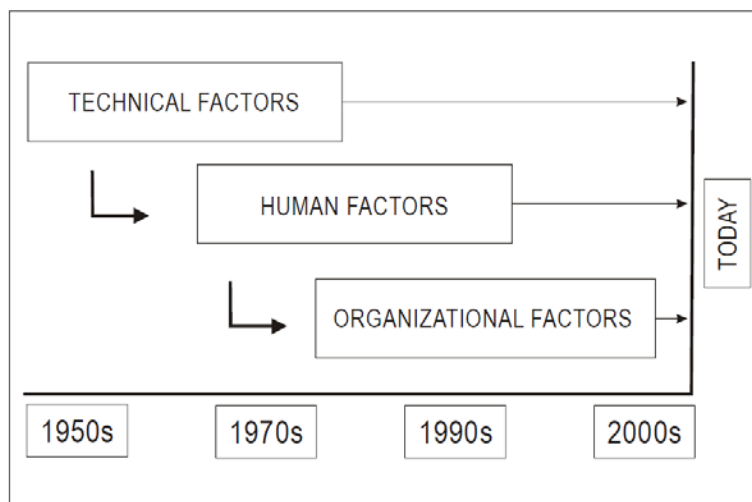 TECHNICAL FACTORS
HUMAN FACTORS
TODAY
ORGANIZATIONAL FACTORS
1950s
1970s
1990s
2000s